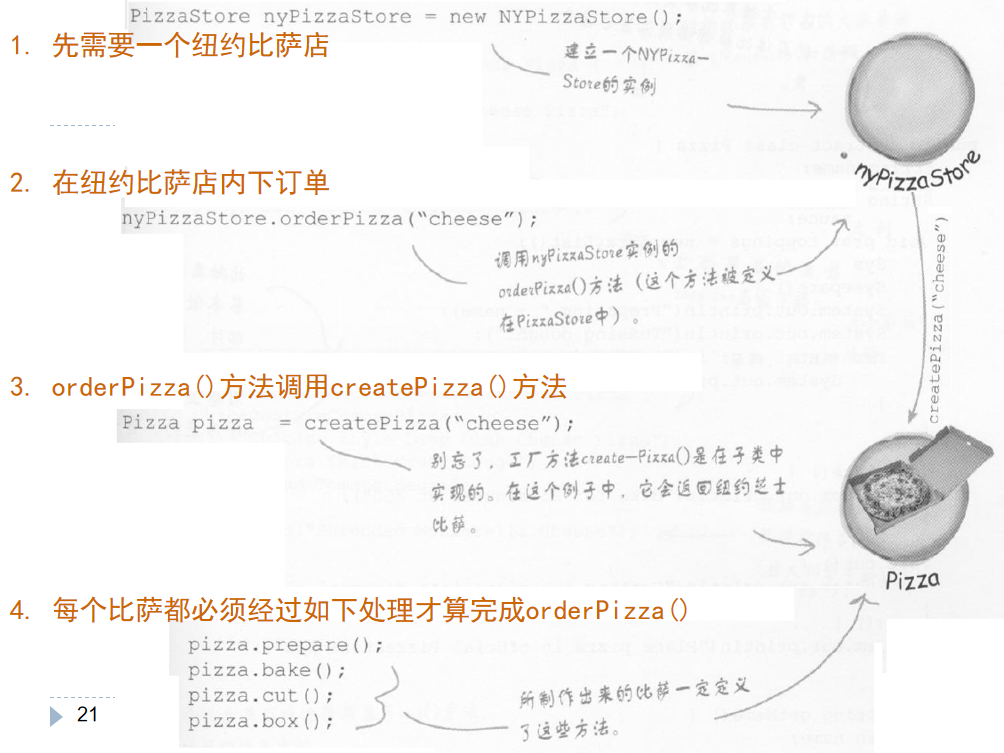 PizzaStore nyPizzaStore = new NYPizzaStore();
1. 先需要一个纽约比萨店
建立一个NYPizza-
Store的实例
nyPizzaStore
2. 在纽约比萨店内下订单
nyPizzaStore.orderPizza(“cheese”);
调用nyPizzaStore实例的
orderPizza()方法（这个方法被定义
在PizzaStore中）。
createPizza(“cheese”)
3. orderPizza()方法调用createPizza()方法
Pizza pizza = createPizza(“cheese”);
别忘了，工厂方法create-Pizza()是在子类中
实现的。在这个例子中，它会返回纽约芝士
比萨。
Pizza
4. 每个比萨都必须经过如下处理才算完成orderPizza()
pizza.prepare();
pizza.bake();
pizza.cut();
pizza.box();
所制作出来的比萨一定定义
了这些方法。
21